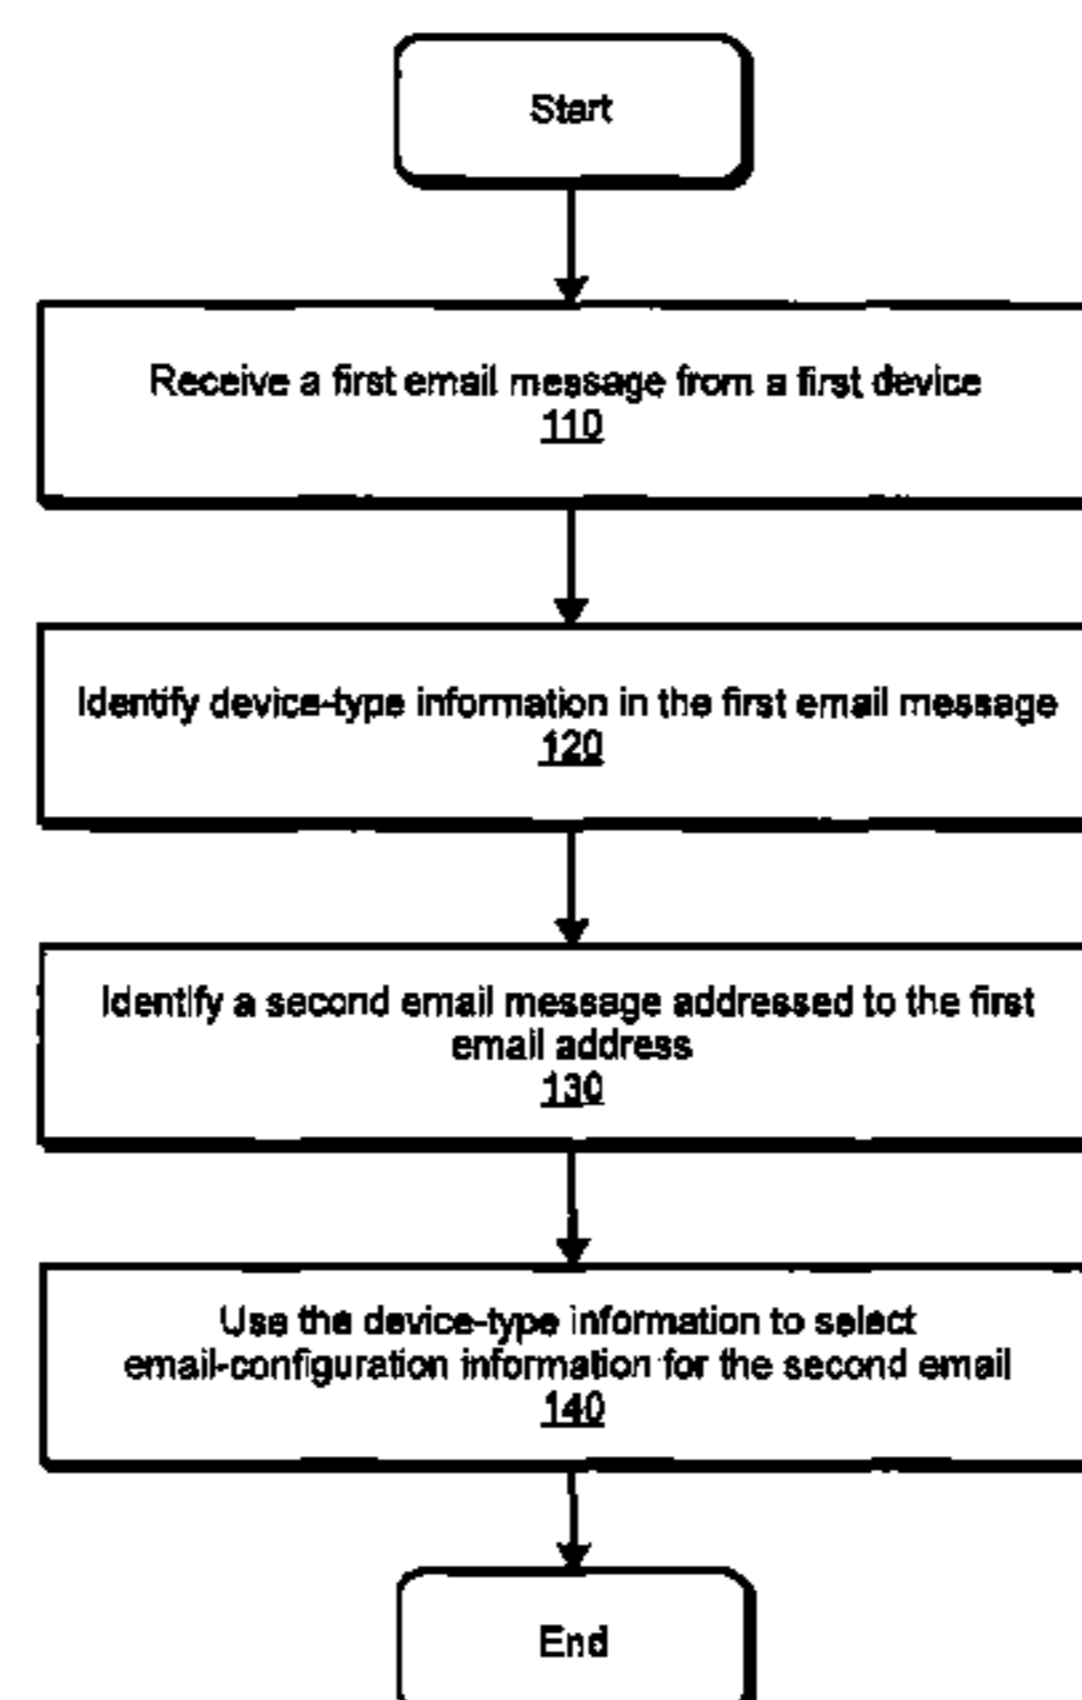 Start
Receive a first email message from a first device
110
Identify device-type information in the first email message
120
Identify a second email message addressed to the first
email address
130
Use the device-type information to select
email-configuration information for the second email
140
End